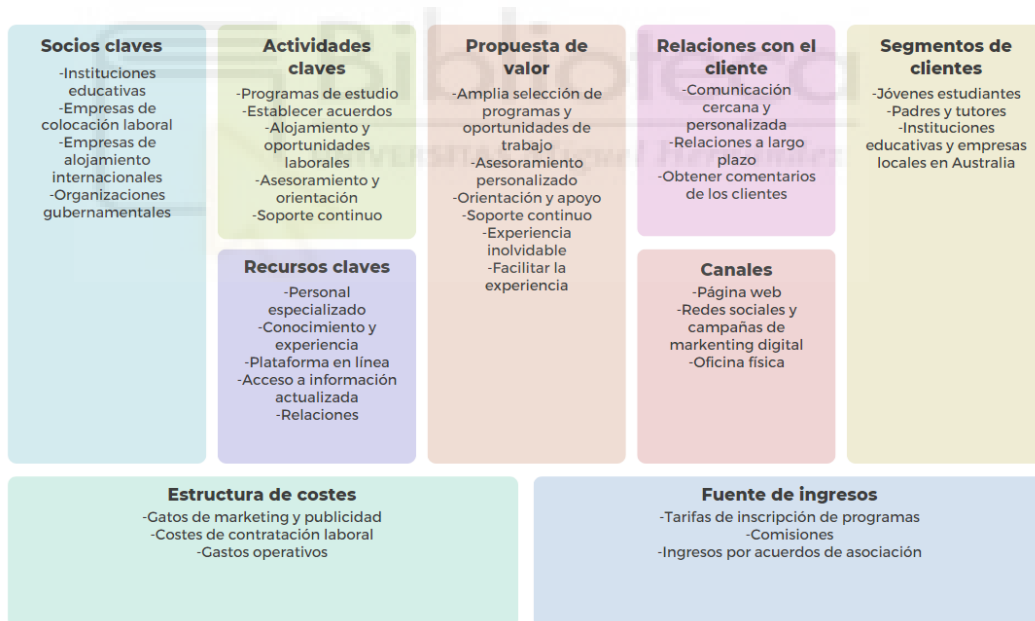 Socios claves
-Instituciones
educativas
-Empresas de
colocación laboral
-Empresas de
alojamiento
internacionales
-Organizaciones
gubernamentales
Actividades
claves
-Programas de estudio
-Establecer acuerdos
-Alojamiento y
oportunidades
laborales
-Asesoramiento y
orientación
-Soporte continuo
Recursos claves
-Personal
especializado
-Conocimiento y
experiencia
-Plataforma en línea
-Acceso a información
actualizada
-Relaciones
Propuesta de
valor
-Amplia selección de
programas y
oportunidades de
trabajo
-Asesoramiento
personalizado
-Orientación y apoyo
-Soporte continuo
-Experiencia
inolvidable
-Facilitar la
experiencia
Relaciones con el
cliente
-Comunicación
cercana y
personalizada
-Relaciones a largo
plazo
-Obtener comentarios
de los clientes
Canales
-Página web
-Redes sociales y
campañas de
marketing digital
-Oficina física
Segmentos de
clientes
-Jóvenes estudiantes
-Padres y tutores
-Instituciones
educativas y empresas
locales en Australia
Estructura de costes
-Gatos de marketing y publicidad
-Costes de contratación laboral
-Gastos operativos
Fuente de ingresos
-Tarifas de inscripción de programas
-Comisiones
-Ingresos por acuerdos de asociación
Biblioteca
UNIVERSITAS Miguel Hernández